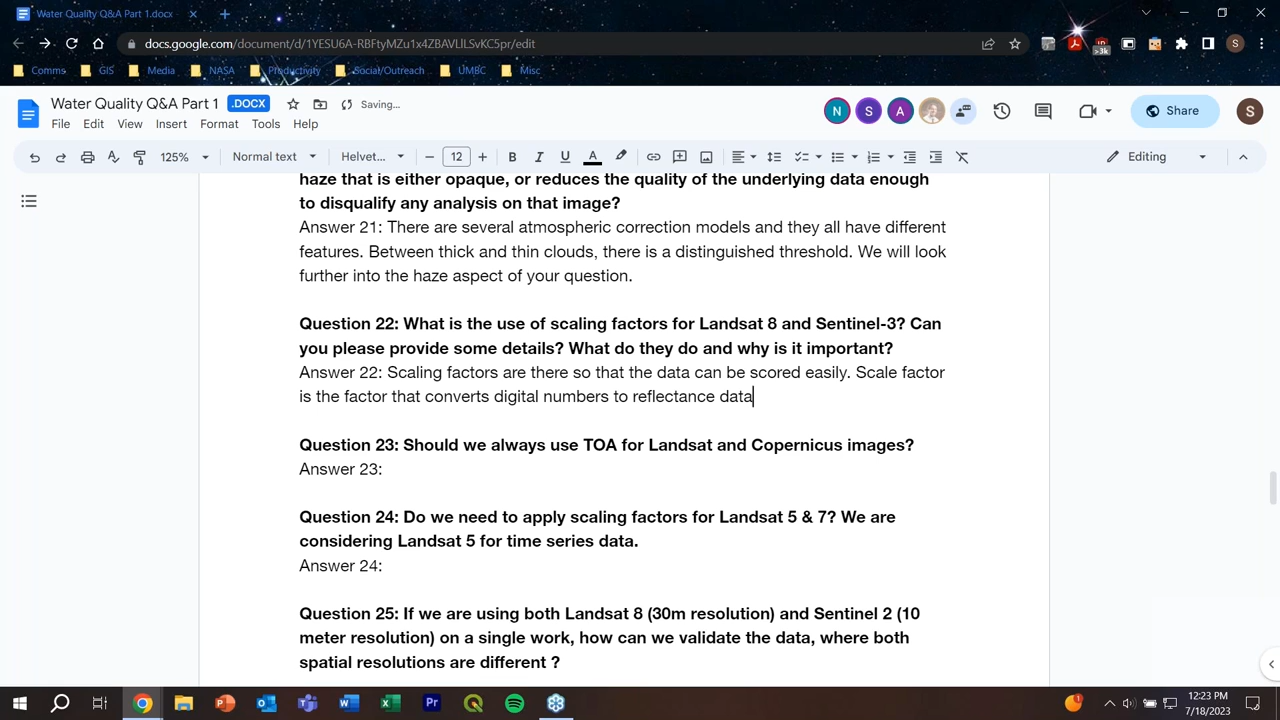 Water Quality Q&A Part 1.docx
docs.google.com/document/d/1YESU6A-RBFtyMZu1x4ZBAVLlLSvKC5pr/edit
>3k
S
Comms GIS Media NASA Productivity Social/Outreach UMBC Misc
Water Quality Q&A Part 1 .DOCX Saving...
N S A Share S
File Edit View Insert Format Tools Help
125% Normal text Helvet... 12 B I U A Editing
haze that is either opaque, or reduces the quality of the underlying data enough
to disqualify any analysis on that image?
Answer 21: There are several atmospheric correction models and they all have different
features. Between thick and thin clouds, there is a distinguished threshold. We will look
further into the haze aspect of your question.
Question 22: What is the use of scaling factors for Landsat 8 and Sentinel-3? Can
you please provide some details? What do they do and why is it important?
Answer 22: Scaling factors are there so that the data can be scored easily. Scale factor
is the factor that converts digital numbers to reflectance data
Question 23: Should we always use TOA for Landsat and Copernicus images?
Answer 23:
Question 24: Do we need to apply scaling factors for Landsat 5 & 7? We are
considering Landsat 5 for time series data.
Answer 24:
Question 25: If we are using both Landsat 8 (30m resolution) and Sentinel 2 (10
meter resolution) on a single work, how can we validate the data, where both
spatial resolutions are different ?
12:23 PM
7/18/2023